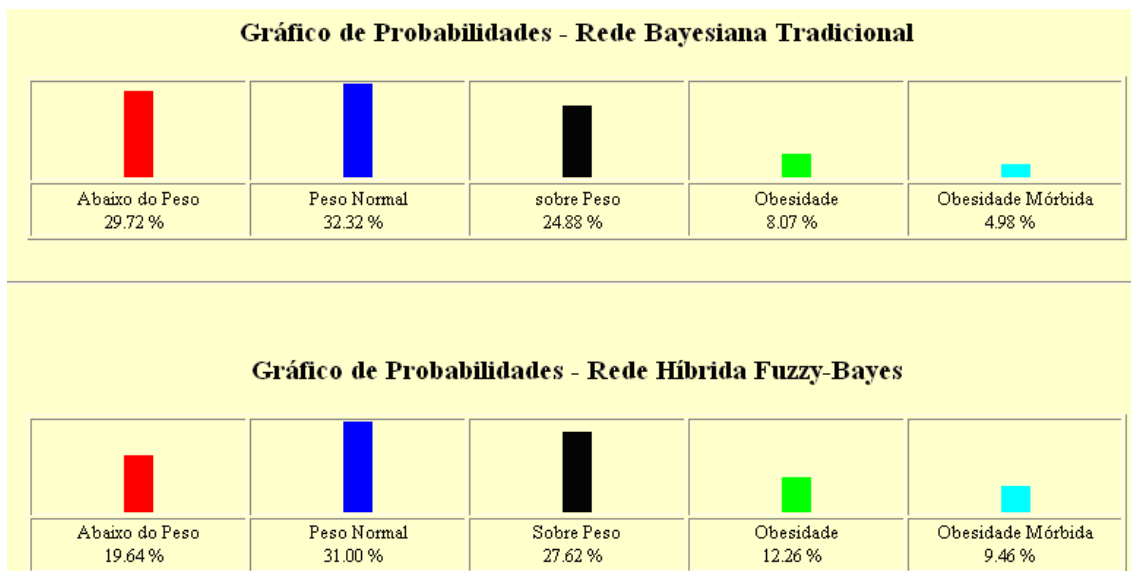 Gráfico de Probabilidades - Rede Bayesiana Tradicional
Abaixo do Peso
29.72 %
Peso Normal
32.32 %
sobre Peso
24.88 %
Obesidade
8.07 %
Obesidade Mórbida
4.98 %
Gráfico de Probabilidades - Rede Híbrida Fuzzy-Bayes
Abaixo do Peso
19.64 %
Peso Normal
31.00 %
Sobre Peso
27.62 %
Obesidade
12.26 %
Obesidade Mórbida
9.46 %